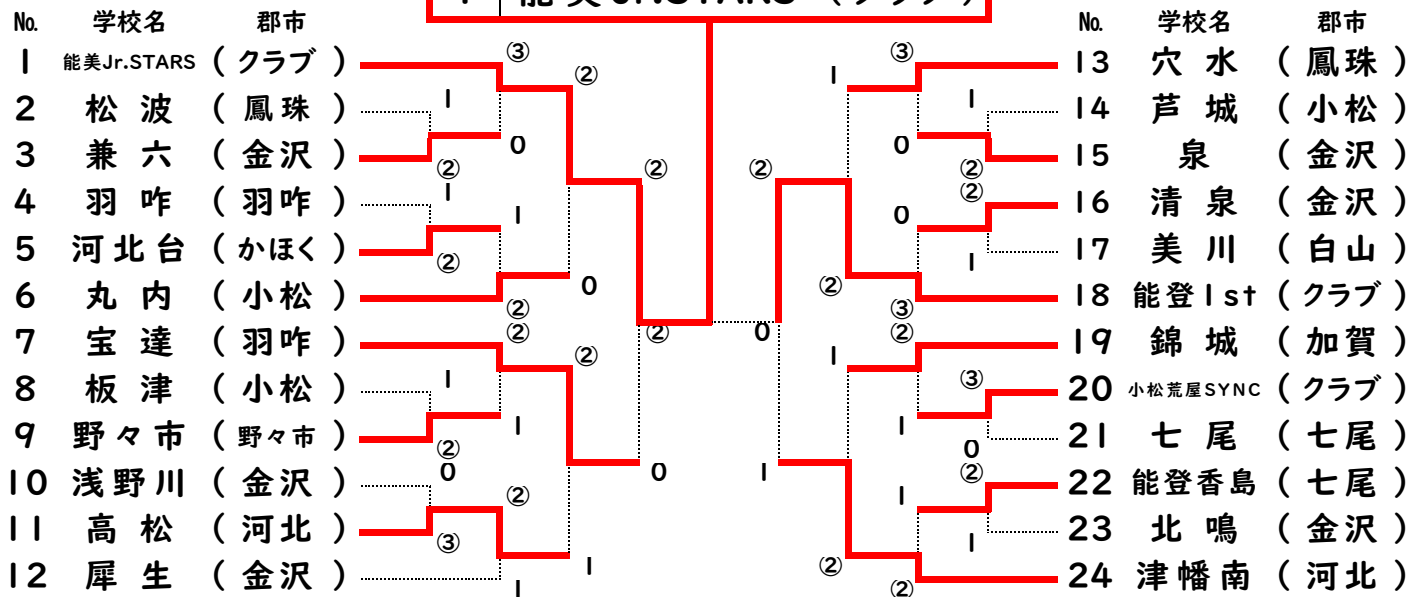 1 能美Jr.STARS (クラブ)
No. 学校名 郡市 No. 学校名 郡市
③ ③
1 能美Jr.STARS ( クラブ ) 13 穴水 ( 鳳珠 )
② 1
1 1
2 松波 ( 鳳珠 ) 14 芦城 ( 小松 )
0 0
3 兼六 ( 金沢 ) 15 泉 ( 金沢 )
② ② ② ②
1 ②
4 羽咋 ( 羽咋 ) 16 清泉 ( 金沢 )
1 0
5 河北台 ( かほく ) 17 美川 ( 白山 )
② 1
0 ②
6 丸内 ( 小松 ) 18 能登1st ( クラブ )
② ③
② ② 0 ②
7 宝達 ( 羽咋 ) 19 錦城 ( 加賀 )
② 1
1 ③
8 板津 ( 小松 ) 20 小松荒屋SYNC ( クラブ )
1 1
9 野々市 ( 野々市 ) 21 七尾 ( 七尾 )
② 0
0 0 1 ②
10 浅野川 ( 金沢 ) 22 能登香島 ( 七尾 )
② 1
11 高松 ( 河北 ) 23 北鳴 ( 金沢 )
③ 1
1 ②
12 犀生 ( 金沢 ) 24 津幡南 ( 河北 )
1 ②